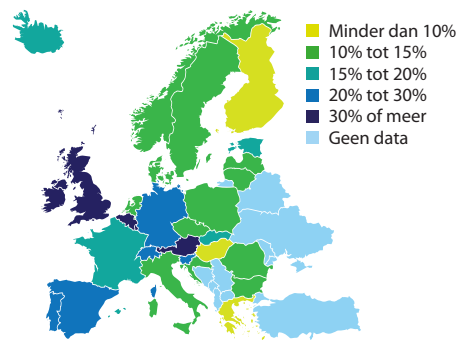 Minder dan 10%
10% tot 15%
15% tot 20%
20% tot 30%
30% of meer
Geen data